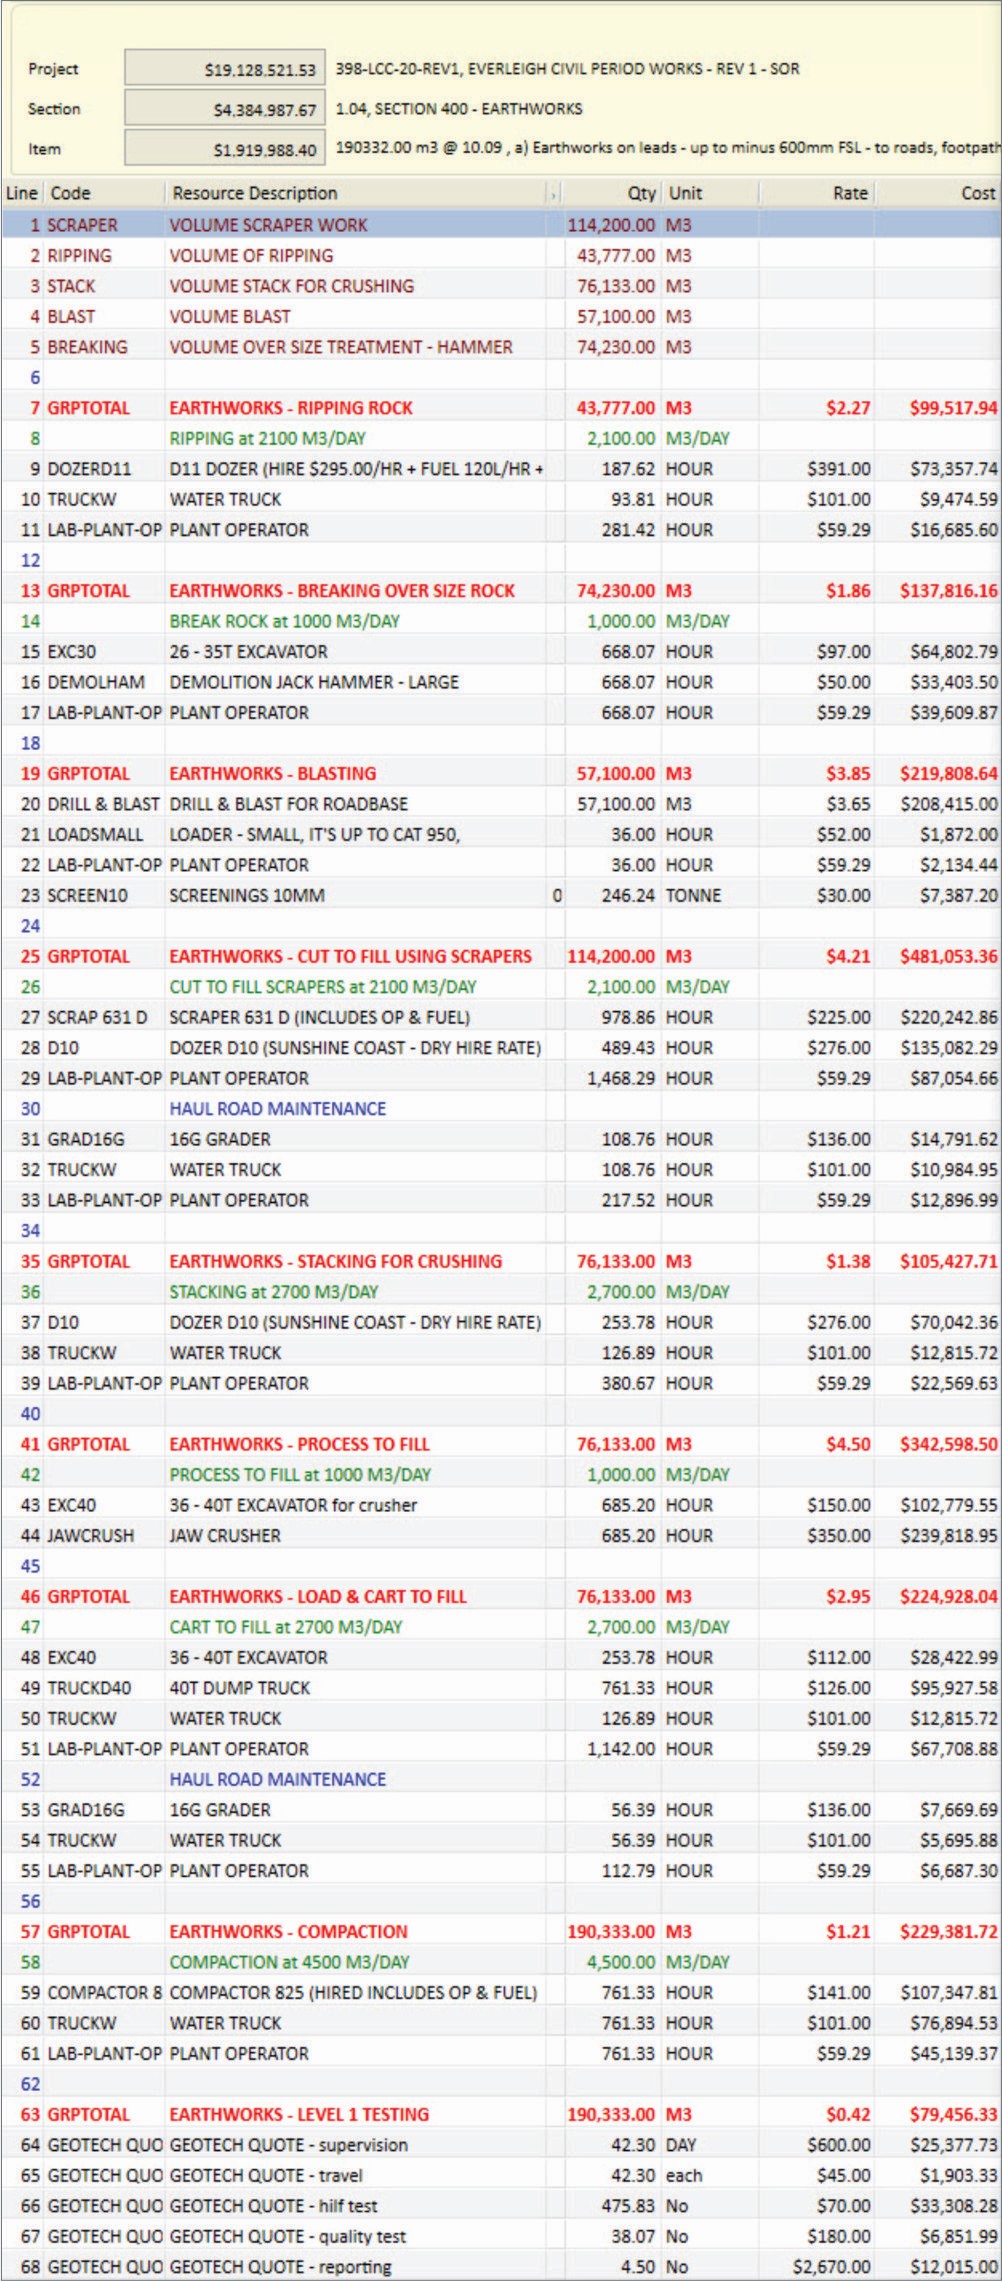 Project $19,128,521.53 398-LCC-20-REV1, EVERLEIGH CIVIL PERIOD WORKS - REV 1 - SOR
Section $4,384,987.67 1.04, SECTION 400 - EARTHWORKS
Item $1,919,988.40 190332.00 m3 @ 10.09 , a) Earthworks on leads - up to minus 600mm FSL - to roads, footpath
Line Code Resource Description Qty Unit Rate Cost
1 SCRAPER VOLUME SCRAPER WORK 114,200.00 M3
2 RIPPING VOLUME OF RIPPING 43,777.00 M3
3 STACK VOLUME STACK FOR CRUSHING 76,133.00 M3
4 BLAST VOLUME BLAST 57,100.00 M3
5 BREAKING VOLUME OVER SIZE TREATMENT - HAMMER 74,230.00 M3
6
7 GRPTOTAL EARTHWORKS - RIPPING ROCK 43,777.00 M3 $2.27 $99,517.94
8 RIPPING at 2100 M3/DAY 2,100.00 M3/DAY
9 DOZERD11 D11 DOZER (HIRE $295.00/HR + FUEL 120L/HR + 187.62 HOUR $391.00 $73,357.74
10 TRUCKW WATER TRUCK 93.81 HOUR $101.00 $9,474.59
11 LAB-PLANT-OP PLANT OPERATOR 281.42 HOUR $59.29 $16,685.60
12
13 GRPTOTAL EARTHWORKS - BREAKING OVER SIZE ROCK 74,230.00 M3 $1.86 $137,816.16
14 BREAK ROCK at 1000 M3/DAY 1,000.00 M3/DAY
15 EXC30 26 - 35T EXCAVATOR 668.07 HOUR $97.00 $64,802.79
16 DEMOLHAM DEMOLITION JACK HAMMER - LARGE 668.07 HOUR $50.00 $33,403.50
17 LAB-PLANT-OP PLANT OPERATOR 668.07 HOUR $59.29 $39,609.87
18
19 GRPTOTAL EARTHWORKS - BLASTING 57,100.00 M3 $3.85 $219,808.64
20 DRILL & BLAST DRILL & BLAST FOR ROADBASE 57,100.00 M3 $3.65 $208,415.00
21 LOADSMALL LOADER - SMALL, IT'S UP TO CAT 950, 36.00 HOUR $52.00 $1,872.00
22 LAB-PLANT-OP PLANT OPERATOR 36.00 HOUR $59.29 $2,134.44
23 SCREEN10 SCREENINGS 10MM 0 246.24 TONNE $30.00 $7,387.20
24
25 GRPTOTAL EARTHWORKS - CUT TO FILL USING SCRAPERS 114,200.00 M3 $4.21 $481,053.36
26 CUT TO FILL SCRAPERS at 2100 M3/DAY 2,100.00 M3/DAY
27 SCRAP 631 D SCRAPER 631 D (INCLUDES OP & FUEL) 978.86 HOUR $225.00 $220,242.86
28 D10 DOZER D10 (SUNSHINE COAST - DRY HIRE RATE) 489.43 HOUR $276.00 $135,082.29
29 LAB-PLANT-OP PLANT OPERATOR 1,468.29 HOUR $59.29 $87,054.66
30 HAUL ROAD MAINTENANCE
31 GRAD16G 16G GRADER 108.76 HOUR $136.00 $14,791.62
32 TRUCKW WATER TRUCK 108.76 HOUR $101.00 $10,984.95
33 LAB-PLANT-OP PLANT OPERATOR 217.52 HOUR $59.29 $12,896.99
34
35 GRPTOTAL EARTHWORKS - STACKING FOR CRUSHING 76,133.00 M3 $1.38 $105,427.71
36 STACKING at 2700 M3/DAY 2,700.00 M3/DAY
37 D10 DOZER D10 (SUNSHINE COAST - DRY HIRE RATE) 253.78 HOUR $276.00 $70,042.36
38 TRUCKW WATER TRUCK 126.89 HOUR $101.00 $12,815.72
39 LAB-PLANT-OP PLANT OPERATOR 380.67 HOUR $59.29 $22,569.63
40
41 GRPTOTAL EARTHWORKS - PROCESS TO FILL 76,133.00 M3 $4.50 $342,598.50
42 PROCESS TO FILL at 1000 M3/DAY 1,000.00 M3/DAY
43 EXC40 36 - 40T EXCAVATOR for crusher 685.20 HOUR $150.00 $102,779.55
44 JAWCRUSH JAW CRUSHER 685.20 HOUR $350.00 $239,818.95
45
46 GRPTOTAL EARTHWORKS - LOAD & CART TO FILL 76,133.00 M3 $2.95 $224,928.04
47 CART TO FILL at 2700 M3/DAY 2,700.00 M3/DAY
48 EXC40 36 - 40T EXCAVATOR 253.78 HOUR $112.00 $28,422.99
49 TRUCKD40 40T DUMP TRUCK 761.33 HOUR $126.00 $95,927.58
50 TRUCKW WATER TRUCK 126.89 HOUR $101.00 $12,815.72
51 LAB-PLANT-OP PLANT OPERATOR 1,142.00 HOUR $59.29 $67,708.88
52 HAUL ROAD MAINTENANCE
53 GRAD16G 16G GRADER 56.39 HOUR $136.00 $7,669.69
54 TRUCKW WATER TRUCK 56.39 HOUR $101.00 $5,695.88
55 LAB-PLANT-OP PLANT OPERATOR 112.79 HOUR $59.29 $6,687.30
56
57 GRPTOTAL EARTHWORKS - COMPACTION 190,333.00 M3 $1.21 $229,381.72
58 COMPACTION at 4500 M3/DAY 4,500.00 M3/DAY
59 COMPACTOR 8 COMPACTOR 825 (HIRED INCLUDES OP & FUEL) 761.33 HOUR $141.00 $107,347.81
60 TRUCKW WATER TRUCK 761.33 HOUR $101.00 $76,894.53
61 LAB-PLANT-OP PLANT OPERATOR 761.33 HOUR $59.29 $45,139.37
62
63 GRPTOTAL EARTHWORKS - LEVEL 1 TESTING 190,333.00 M3 $0.42 $79,456.33
64 GEOTECH QUO GEOTECH QUOTE - supervision 42.30 DAY $600.00 $25,377.73
65 GEOTECH QUO GEOTECH QUOTE - travel 42.30 each $45.00 $1,903.33
66 GEOTECH QUO GEOTECH QUOTE - hilf test 475.83 No $70.00 $33,308.28
67 GEOTECH QUO GEOTECH QUOTE - quality test 38.07 No $180.00 $6,851.99
68 GEOTECH QUO GEOTECH QUOTE - reporting 4.50 No $2,670.00 $12,015.00